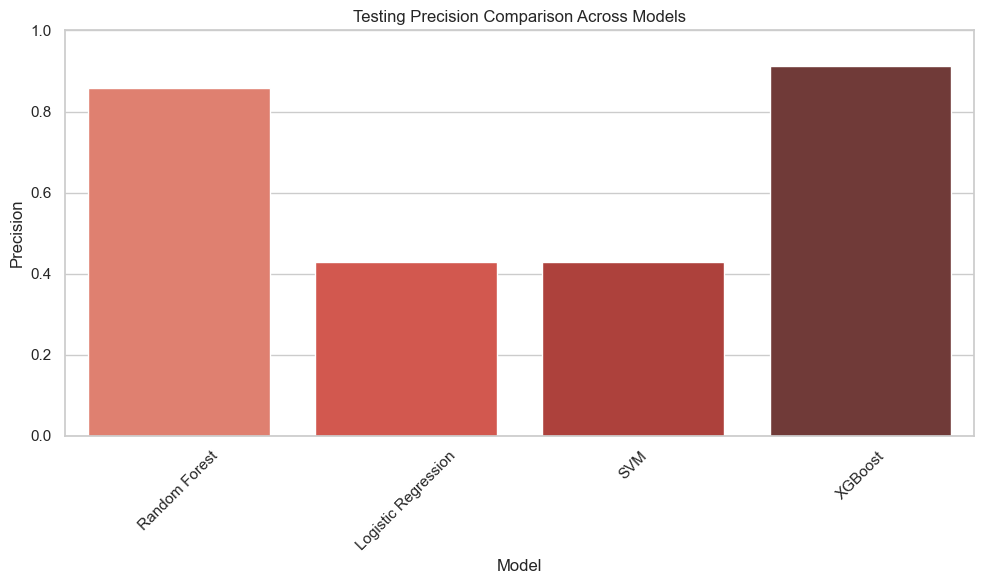 Testing Precision Comparison Across Models
1.0
0.8
0.6
0.4
0.2
0.0
Precision
Random Forest
Logistic Regression
SVM
XGBoost
Model